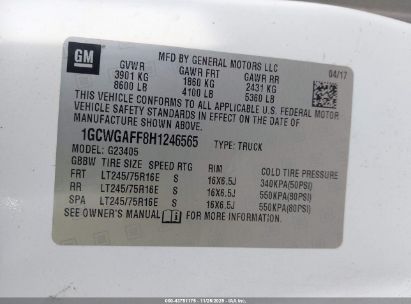 GM
MFD BY GENERAL MOTORS LLC
GVWR GAWR FRT GAWR RR 04/17
3901 KG 1860 KG 2431 KG
8600 LB 4100 LB 5360 LB
THIS VEHICLE CONFORMS TO ALL APPLICABLE U.S. FEDERAL MOTOR
VEHICLE SAFETY STANDARDS IN EFFECT ON THE DATE OF
MANUFACTURE SHOWN ABOVE.
1GCWGAFF8H1246565 TYPE: TRUCK
MODEL: G23405
GBBW TIRE SIZE SPEED RTG RIM COLD TIRE PRESSURE
FRT LT245/75R16E S 16X6.5J 340KPA(50PSI)
RR LT245/75R16E S 16X6.5J 550KPA(80PSI)
SPA LT245/75R16E S 16X6.5J 550KPA(80PSI)
SEE OWNER'S MANUAL FOR MORE INFORMATION